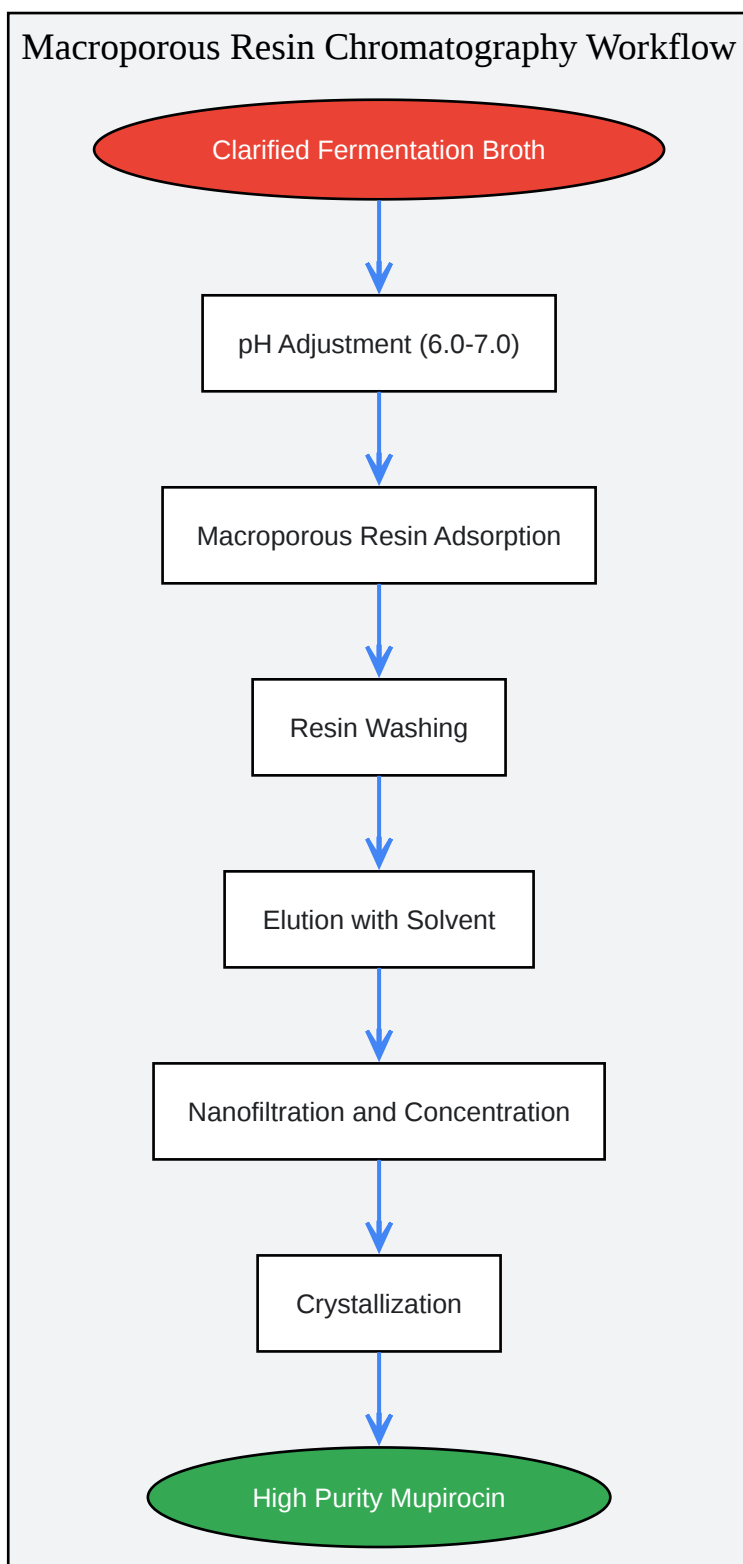 Macroporous Resin Chromatography Workflow
Clarified Fermentation Broth
pH Adjustment (6.0-7.0)
Macroporous Resin Adsorption
Resin Washing
Elution with Solvent
Nanofiltration and Concentration
Crystallization
High Purity Mupirocin